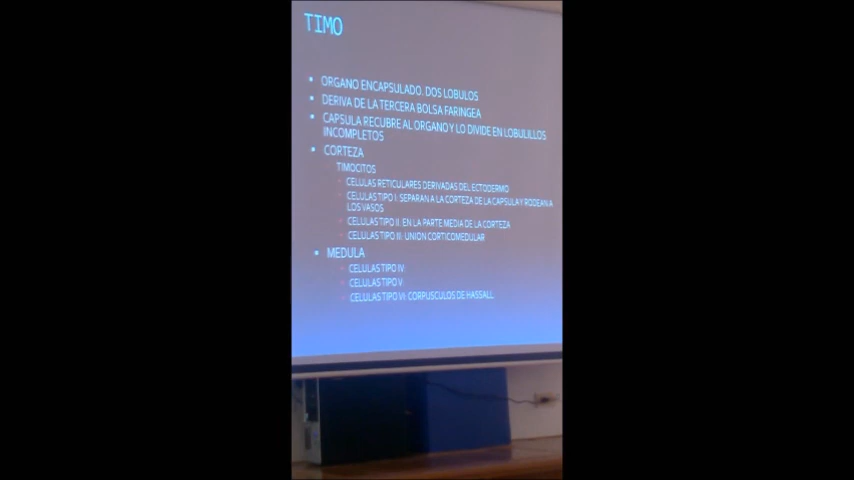 TIMO
• ORGANO ENCAPSULADO. DOS LOBULOS
• DERIVA DE LA TERCERA BOLSA FARINGEA
• CAPSULA RECUBRE AL ORGANO Y LO DIVIDE EN LOBULILLOS
INCOMPLETOS
• CORTEZA
TIMOCITOS
CELULAS RETICULARES DERIVADAS DEL ECTODERMO
CELULAS TIPO I: SEPARAN A LA CORTEZA DE LA CAPSULA Y RODEAN A
LOS VASOS
CELULAS TIPO II: EN LA PARTE MEDIA DE LA CORTEZA
CELULAS TIPO III: UNION CORTICOMEDULAR
• MEDULA
CELULAS TIPO IV
CELULAS TIPO V
CELULAS TIPO VI: CORPUSCULOS DE HASSALL